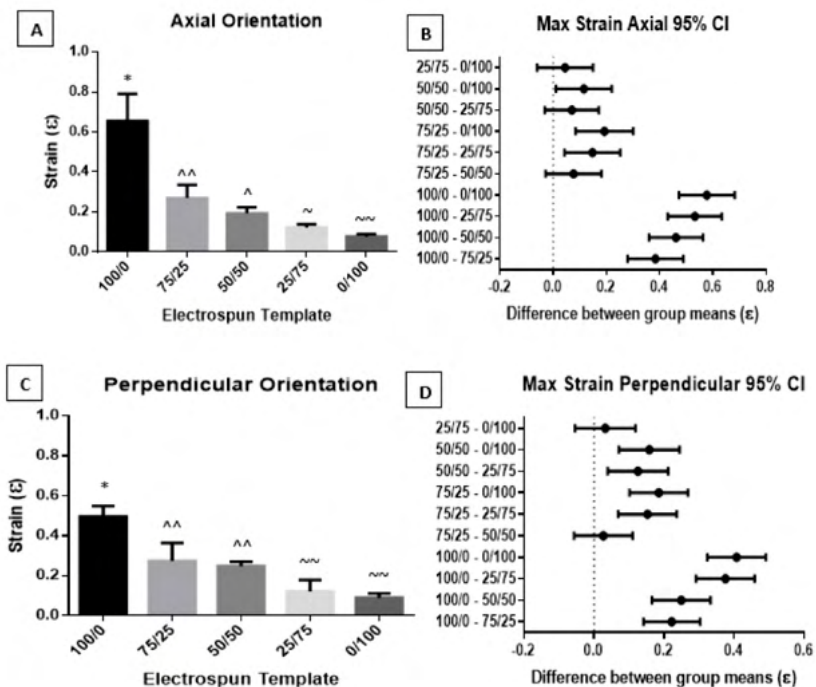 A
Axial Orientation
Strain (ε)
1.0
0.8
0.6
0.4
0.2
0.0
*
^^
^
~
~~
100/0
75/25
50/50
25/75
0/100
Electrospun Template
B
Max Strain Axial 95% CI
25/75 - 0/100
50/50 - 0/100
50/50 - 25/75
75/25 - 0/100
75/25 - 25/75
75/25 - 50/50
100/0 - 0/100
100/0 - 25/75
100/0 - 50/50
100/0 - 75/25
-0.2 0.0 0.2 0.4 0.6 0.8
Difference between group means (ε)
C
Perpendicular Orientation
Strain (ε)
1.0
0.8
0.6
0.4
0.2
0.0
*
^^
^^
~~
~~
100/0
75/25
50/50
25/75
0/100
Electrospun Template
D
Max Strain Perpendicular 95% CI
25/75 - 0/100
50/50 - 0/100
50/50 - 25/75
75/25 - 0/100
75/25 - 25/75
75/25 - 50/50
100/0 - 0/100
100/0 - 25/75
100/0 - 50/50
100/0 - 75/25
-0.2 0.0 0.2 0.4 0.6
Difference between group means (ε)